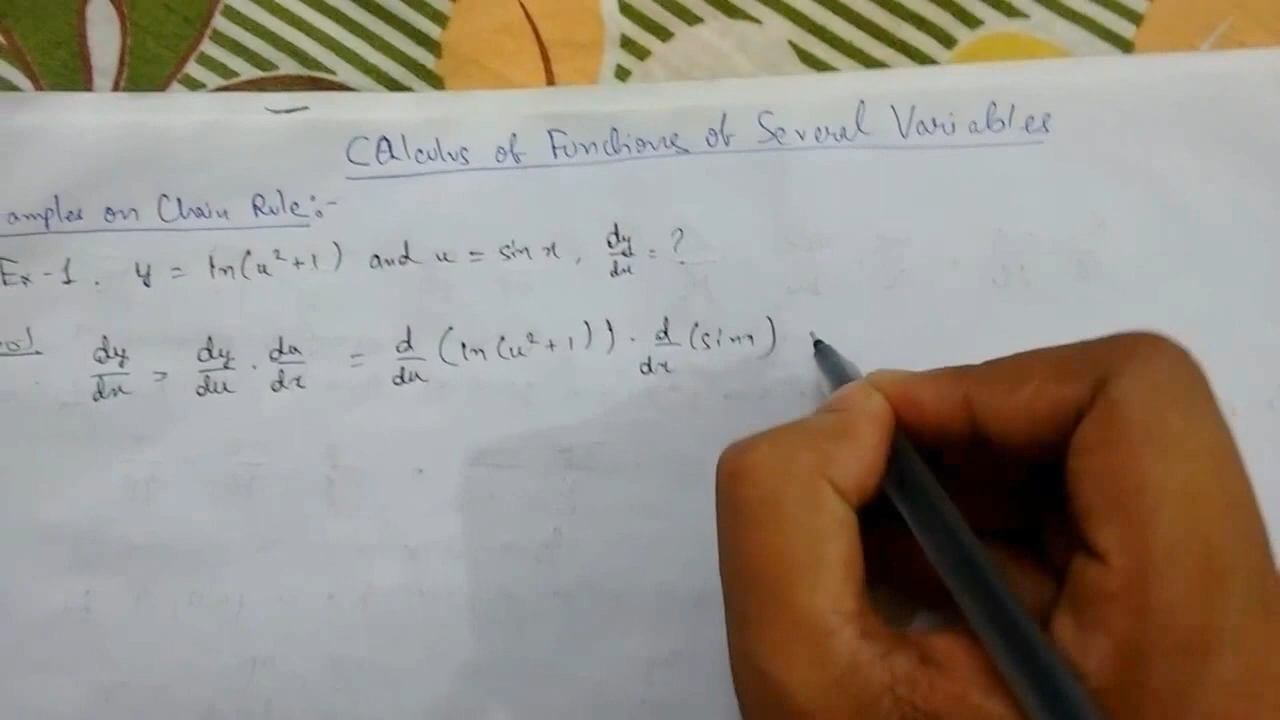 CAlculus of Functions of Several Variables
amples on Chain Rule:-
Ex-1. y = ln(u²+1) and u = sin x, dy/dx = ?
sol dy/dx = dy/du · du/dx = d/du (ln(u²+1)) · d/dx (sinx)